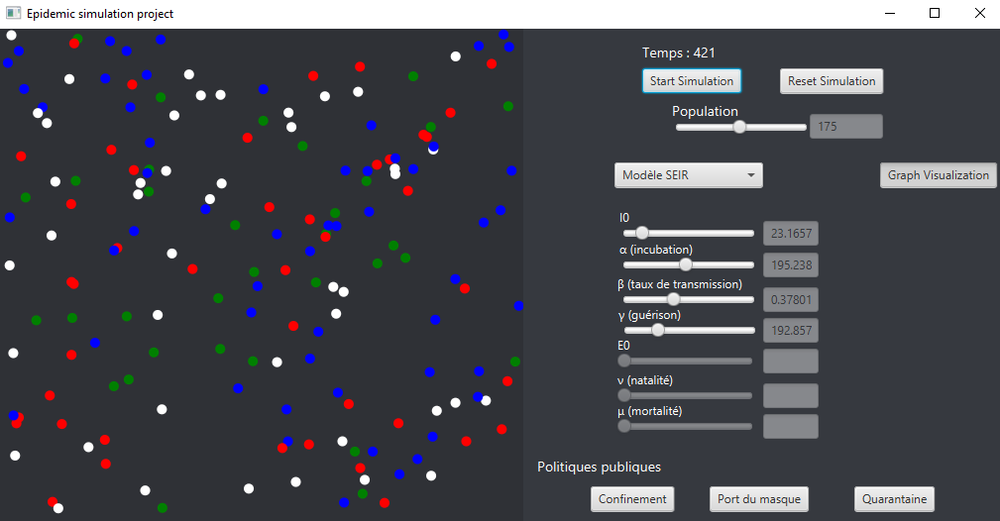 Epidemic simulation project
Temps : 421
Start Simulation
Reset Simulation
Population
175
Modèle SEIR
Graph Visualization
I0
23.1657
α (incubation)
195.238
β (taux de transmission)
0.37801
γ (guérison)
192.857
E0
ν (natalité)
μ (mortalité)
Politiques publiques
Confinement
Port du masque
Quarantaine